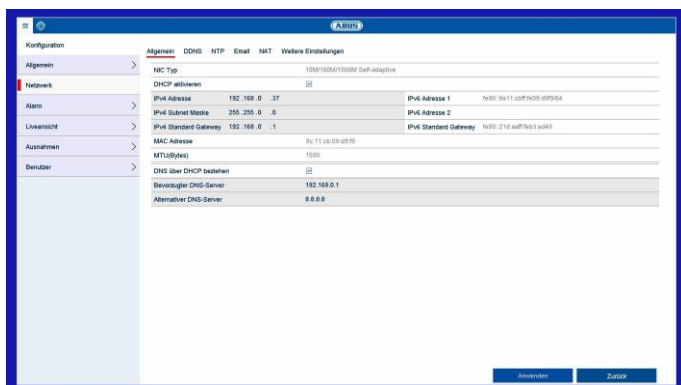 ABUS
Konfiguration
Allgemein
Netzwerk
Alarm
Liveansicht
Ausnahmen
Benutzer
Allgemein DDNS NTP Email NAT Weitere Einstellungen
NIC Typ 10M/100M/1000M Self-adaptive
DHCP aktivieren
IPv4 Adresse 192 .168 .0 .37 IPv6 Adresse 1
IPv4 Subnet Maske 255 .255 .0 .0 IPv6 Adresse 2
IPv4 Standard Gateway 192 .168 .0 .1 IPv6 Standard Gateway
MAC Adresse
MTU(Bytes) 1500
DNS über DHCP beziehen
Bevorzugter DNS-Server 192.168.0.1
Alternativer DNS-Server 8.8.8.8
Anwenden Zurück